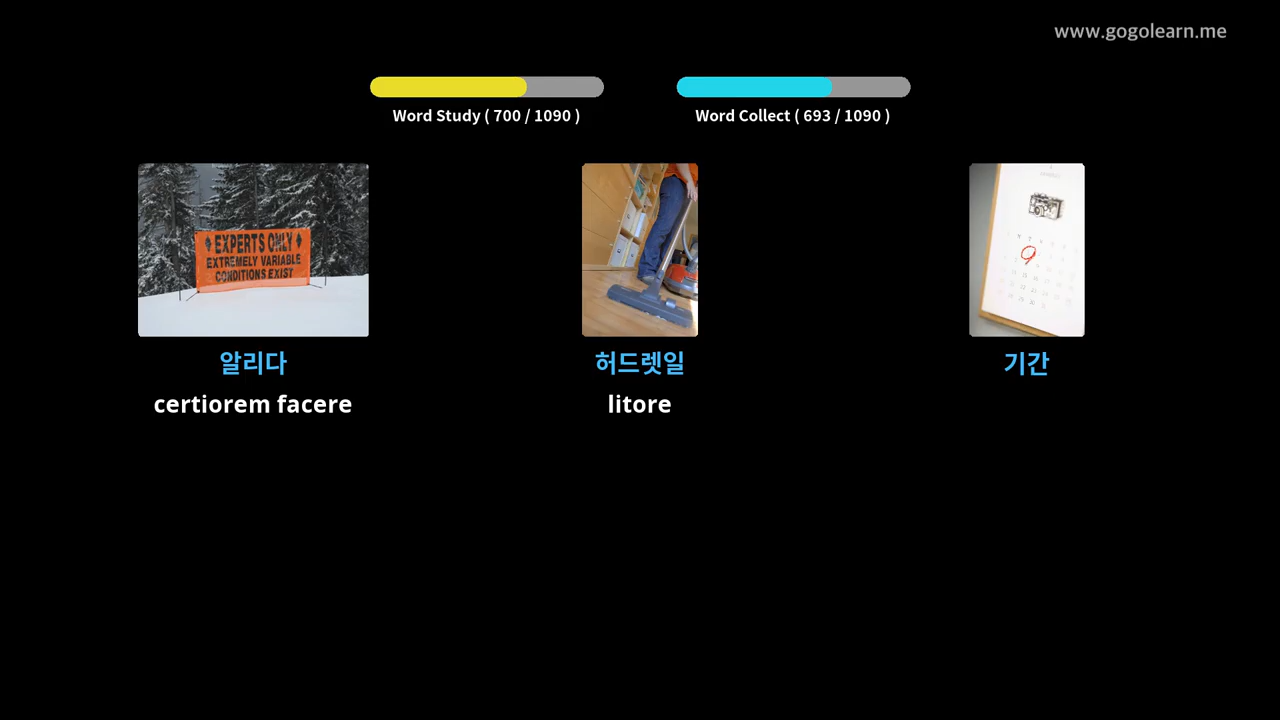 www.gogolearn.me
Word Study ( 700 / 1090 )
Word Collect ( 693 / 1090 )
EXPERTS ONLY
EXTREMELY VARIABLE
CONDITIONS EXIST
알리다
허드렛일
기간
certiorem facere
litore